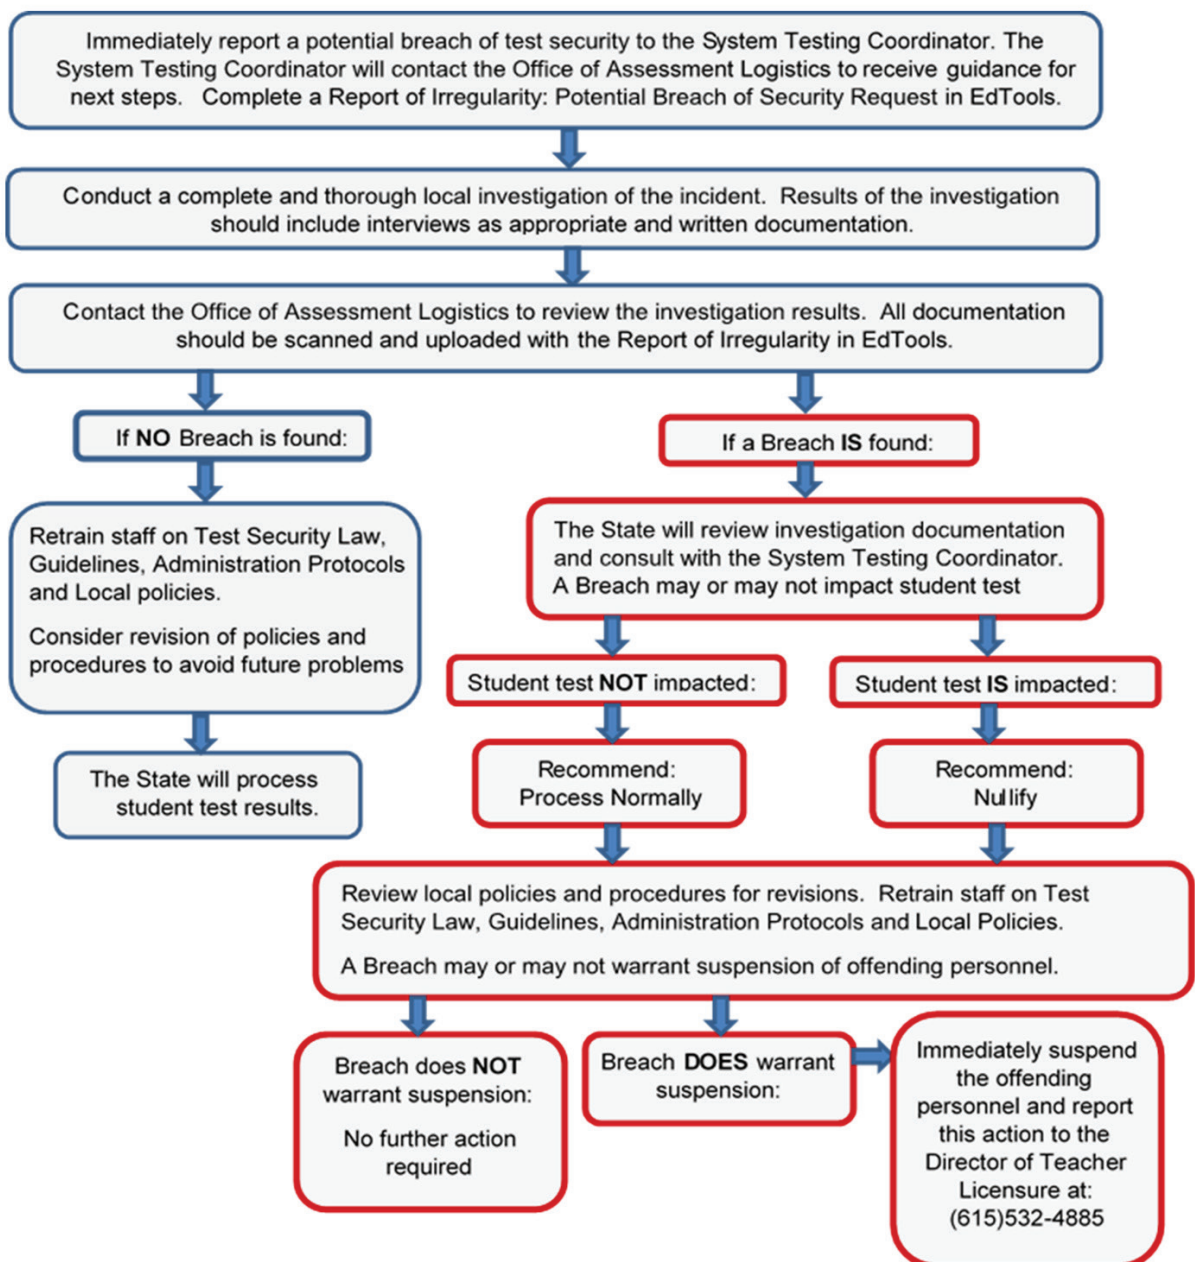 Immediately report a potential breach of test security to the System Testing Coordinator. The
System Testing Coordinator will contact the Office of Assessment Logistics to receive guidance for
next steps. Complete a Report of Irregularity: Potential Breach of Security Request in EdTools.
Conduct a complete and thorough local investigation of the incident. Results of the investigation
should include interviews as appropriate and written documentation.
Contact the Office of Assessment Logistics to review the investigation results. All documentation
should be scanned and uploaded with the Report of Irregularity in EdTools.
If NO Breach is found:
Retrain staff on Test Security Law,
Guidelines, Administration Protocols
and Local policies.
Consider revision of policies and
procedures to avoid future problems
The State will process
student test results.
If a Breach IS found:
The State will review investigation documentation
and consult with the System Testing Coordinator.
A Breach may or may not impact student test
Student test NOT impacted:
Recommend:
Process Normally
Student test IS impacted:
Recommend:
Nullify
Review local policies and procedures for revisions. Retrain staff on Test
Security Law, Guidelines, Administration Protocols and Local Policies.
A Breach may or may not warrant suspension of offending personnel.
Breach does NOT
warrant suspension:
No further action
required
Breach DOES warrant
suspension:
Immediately suspend
the offending
personnel and report
this action to the
Director of Teacher
Licensure at:
(615)532-4885